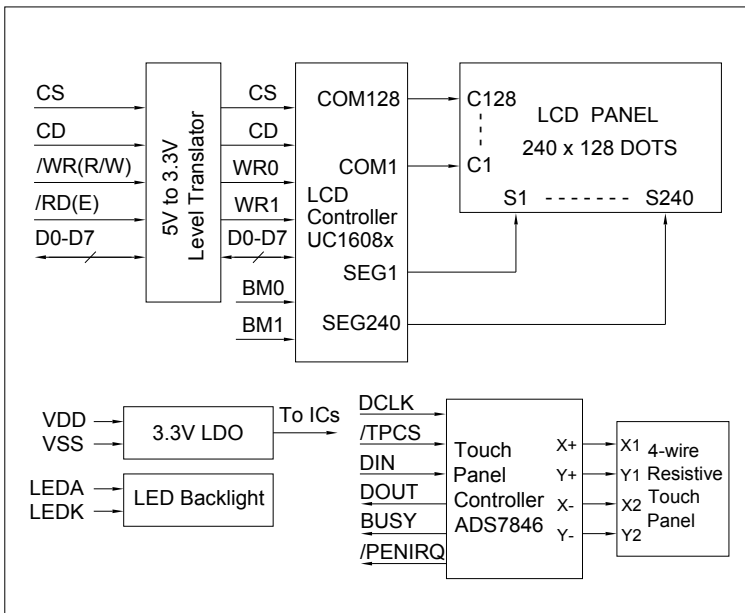 CS
CD
/WR(R/W)
/RD(E)
D0-D7
5V to 3.3V
Level Translator
CS
CD
WR0
WR1
D0-D7
BM0
BM1
COM128
COM1
LCD
Controller
UC1608x
SEG1
SEG240
C128
C1
LCD PANEL
240 x 128 DOTS
S1
S240
VDD
VSS
3.3V LDO
To ICs
LEDA
LEDK
LED Backlight
DCLK
/TPCS
DIN
DOUT
BUSY
/PENIRQ
Touch
Panel
Controller
ADS7846
X+
Y+
X-
Y-
X1
Y1
X2
Y2
4-wire
Resistive
Touch
Panel